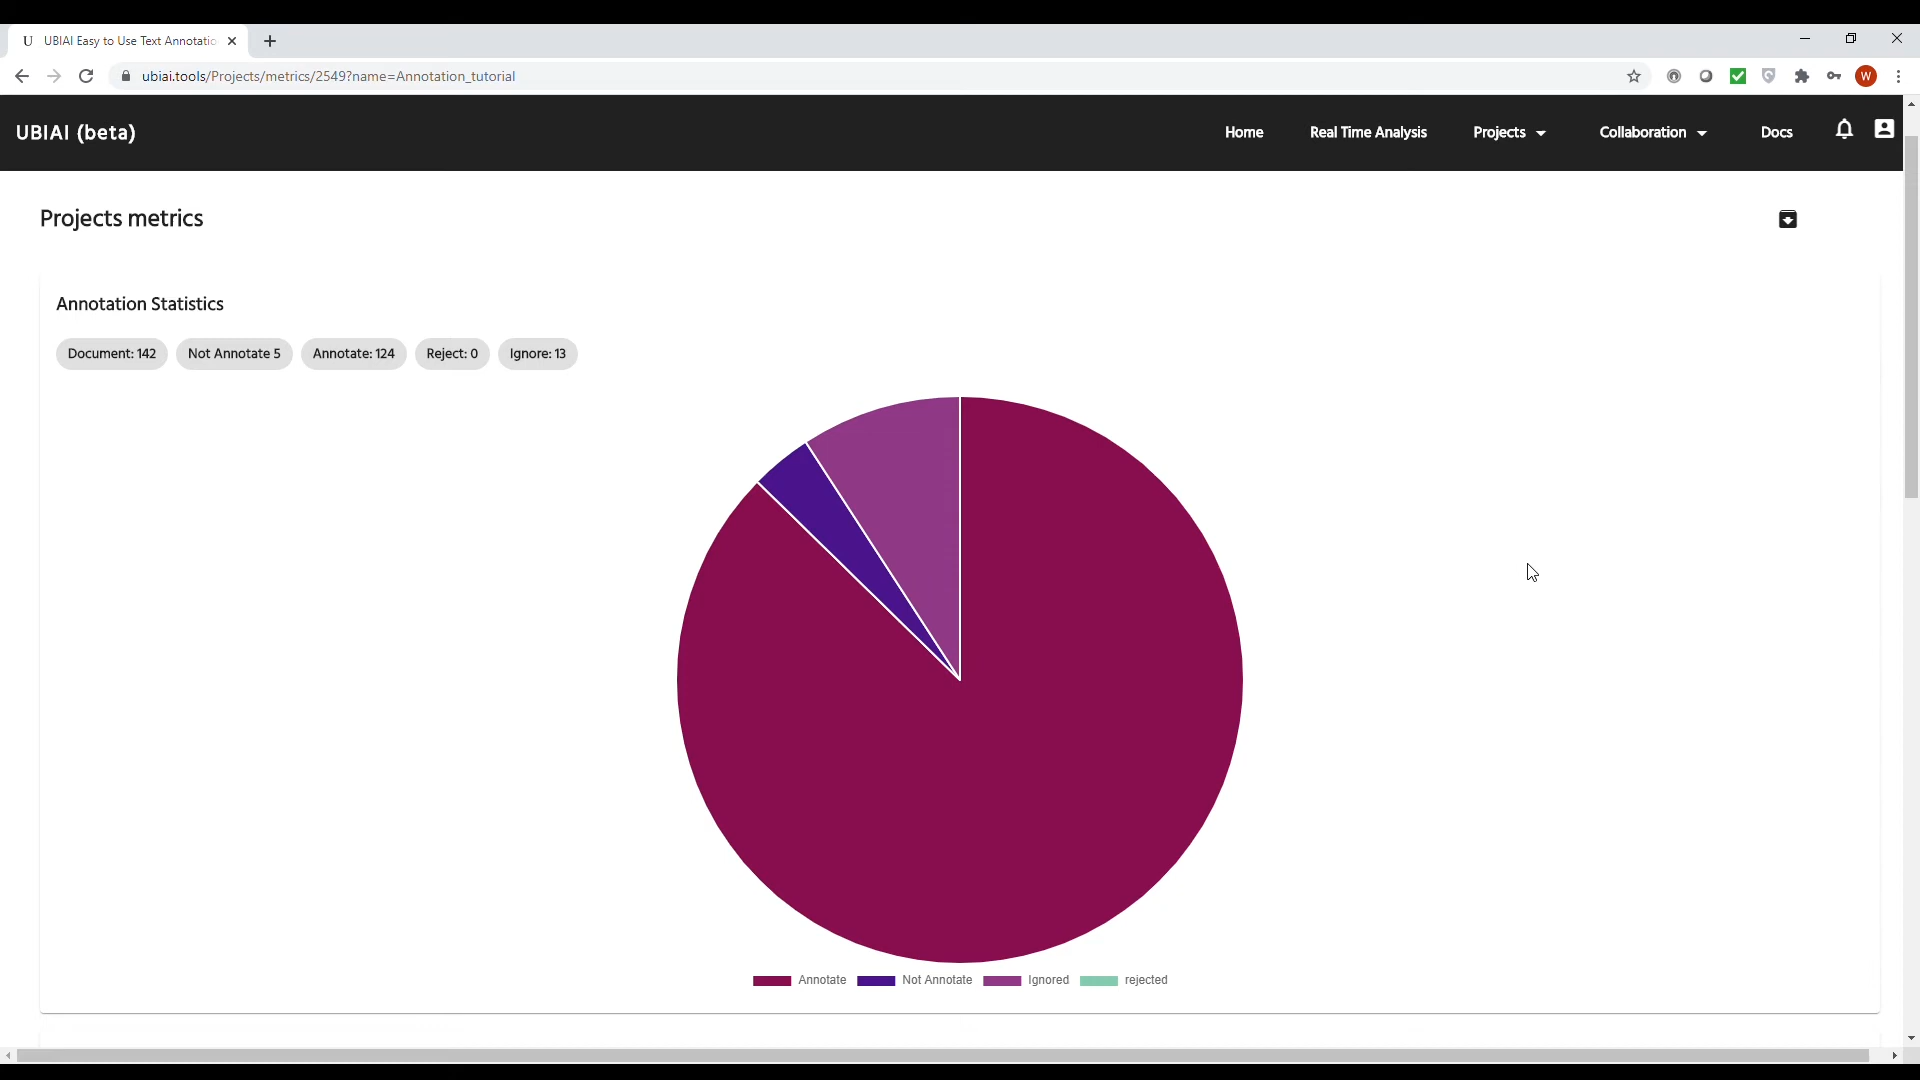 U UBIAI Easy to Use Text Annotatio
ubiai.tools/Projects/metrics/2549?name=Annotation_tutorial
W
UBIAI (beta)
Home Real Time Analysis Projects Collaboration Docs
Projects metrics
Annotation Statistics
Document: 142 Not Annotate 5 Annotate: 124 Reject: 0 Ignore: 13
Annotate Not Annotate Ignored rejected